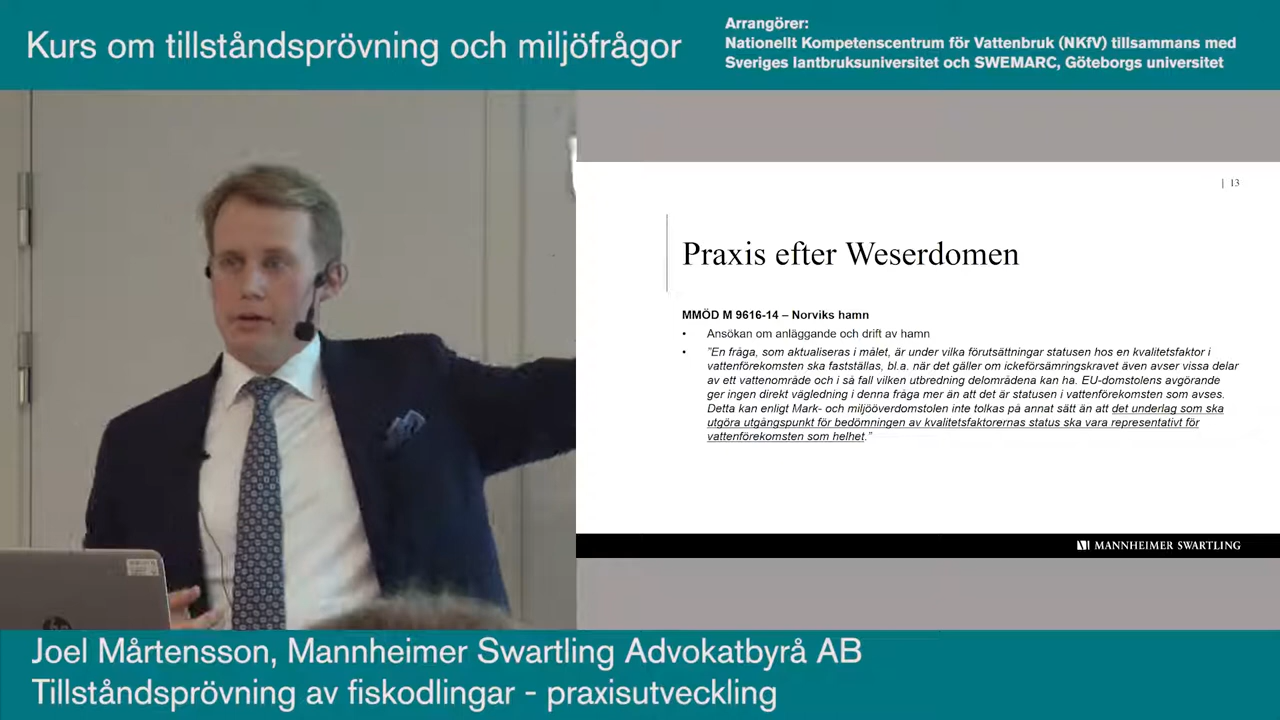 Kurs om tillståndsprövning och miljöfrågor
Arrangörer:
Nationellt Kompetenscentrum för Vattenbruk (NKfV) tillsammans med
Sveriges lantbruksuniversitet och SWEMARC, Göteborgs universitet
| 13
Praxis efter Weserdomen
MMÖD M 9616-14 – Norviks hamn
• Ansökan om anläggande och drift av hamn
• "En fråga, som aktualiseras i målet, är under vilka förutsättningar statusen hos en kvalitetsfaktor i
vattenförekomsten ska fastställas, bl.a. när det gäller om ickeförsämringskravet även avser vissa delar
av ett vattenområde och i så fall vilken utbredning delområdena kan ha. EU-domstolens avgörande
ger ingen direkt vägledning i denna fråga mer än att det är statusen i vattenförekomsten som avses.
Detta kan enligt Mark- och miljööverdomstolen inte tolkas på annat sätt än att det underlag som ska
utgöra utgångspunkt för bedömningen av kvalitetsfaktorernas status ska vara representativt för
vattenförekomsten som helhet."
MANNHEIMER SWARTLING
hp
Joel Mårtensson, Mannheimer Swartling Advokatbyrå AB
Tillståndsprövning av fiskodlingar - praxisutveckling